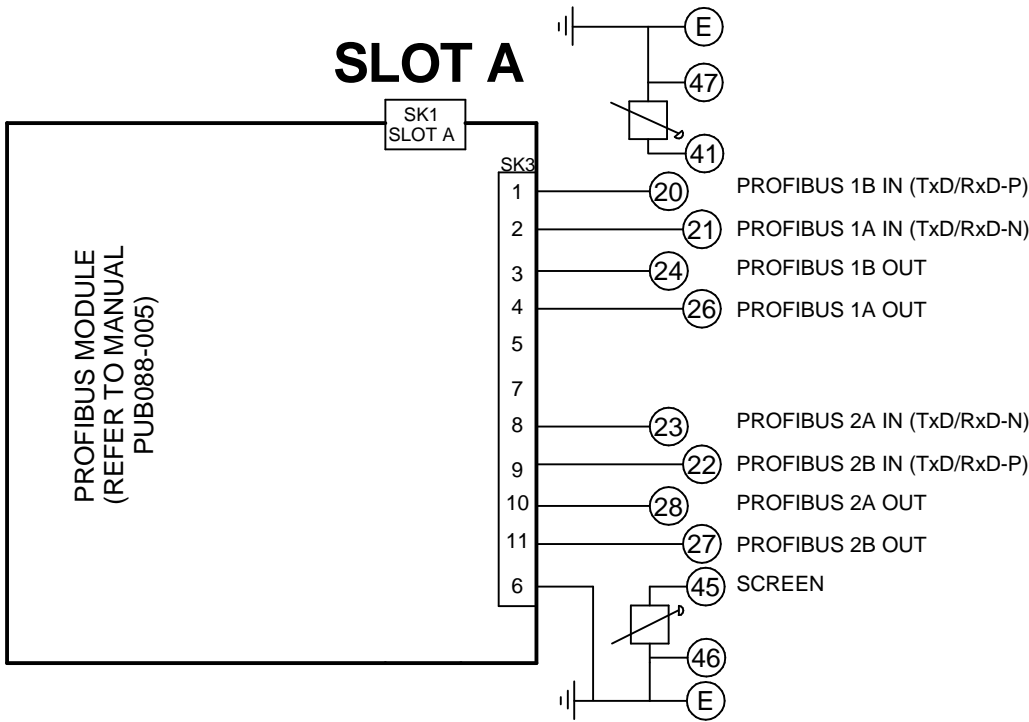 E
SLOT A
47
SK1
SLOT A
41
SK3
1 20 PROFIBUS 1B IN (TxD/RxD-P)
2 21 PROFIBUS 1A IN (TxD/RxD-N)
3 24 PROFIBUS 1B OUT
4 26 PROFIBUS 1A OUT
5
7
8 23 PROFIBUS 2A IN (TxD/RxD-N)
9 22 PROFIBUS 2B IN (TxD/RxD-P)
10 28 PROFIBUS 2A OUT
11 27 PROFIBUS 2B OUT
6 45 SCREEN
46
E
PROFIBUS MODULE
(REFER TO MANUAL
PUB088-005)